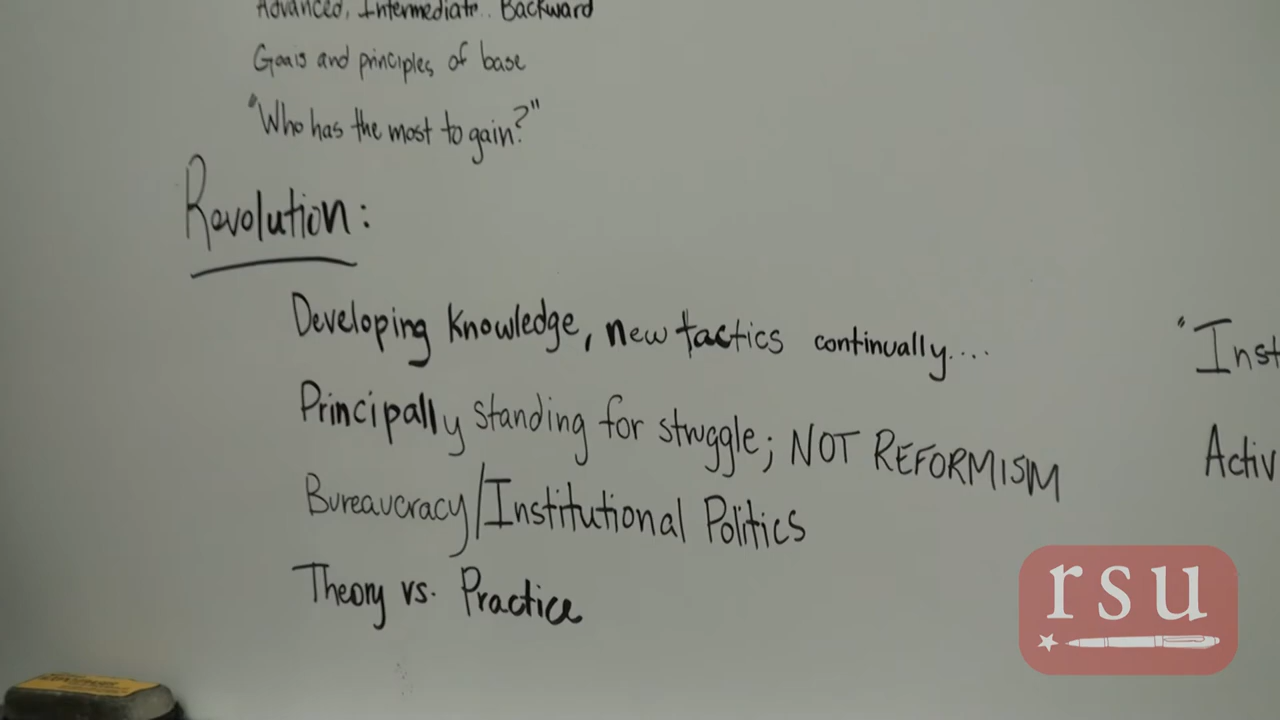 Advanced, Intermediate.. Backward
Goals and principles of base
"Who has the most to gain?"
Revolution:
Developing knowledge, new tactics continually....
Principally standing for struggle; NOT REFORMISM
Bureaucracy/Institutional Politics
Theory vs. Practice
"Inst
Activ
rsu